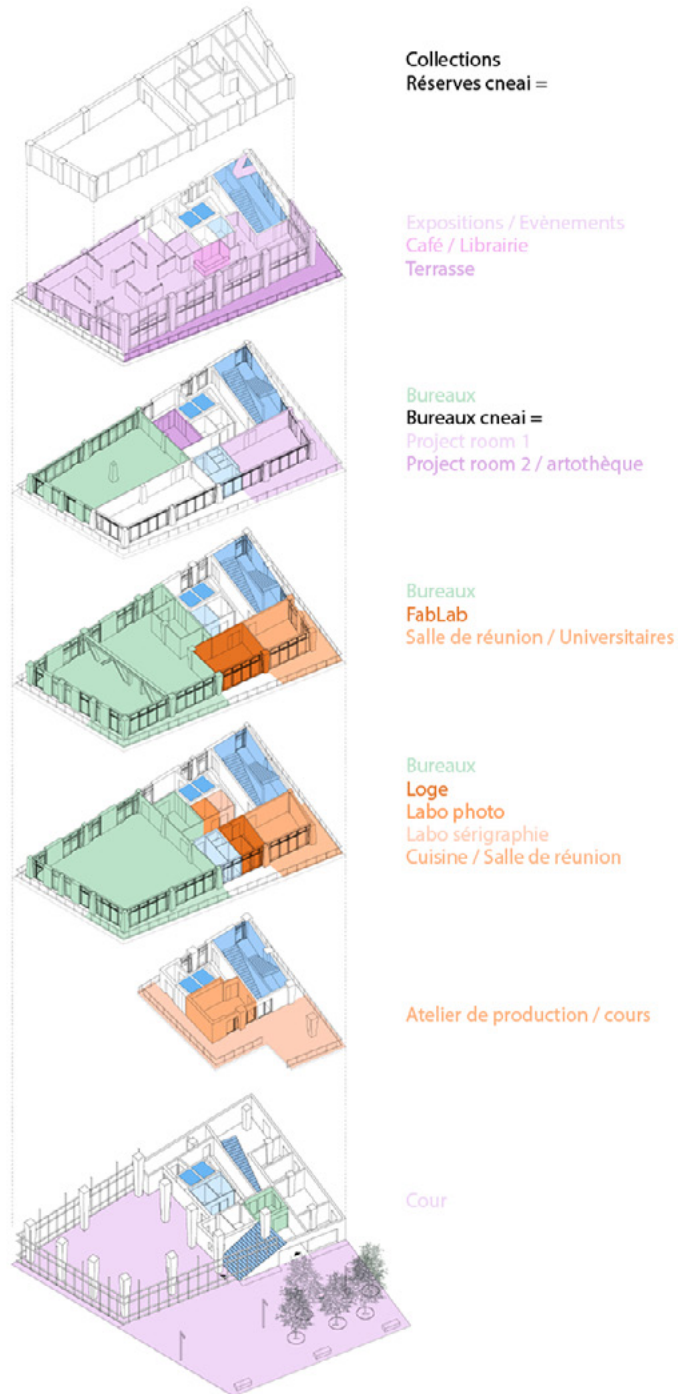 Collections
Réserves cneai =
Expositions / Evènements
Café / Librairie
Terrasse
Bureaux
Bureaux cneai =
Project room 1
Project room 2 / artothèque
Bureaux
FabLab
Salle de réunion / Universitaires
Bureaux
Loge
Labo photo
Labo sérigraphie
Cuisine / Salle de réunion
Atelier de production / cours
Cour